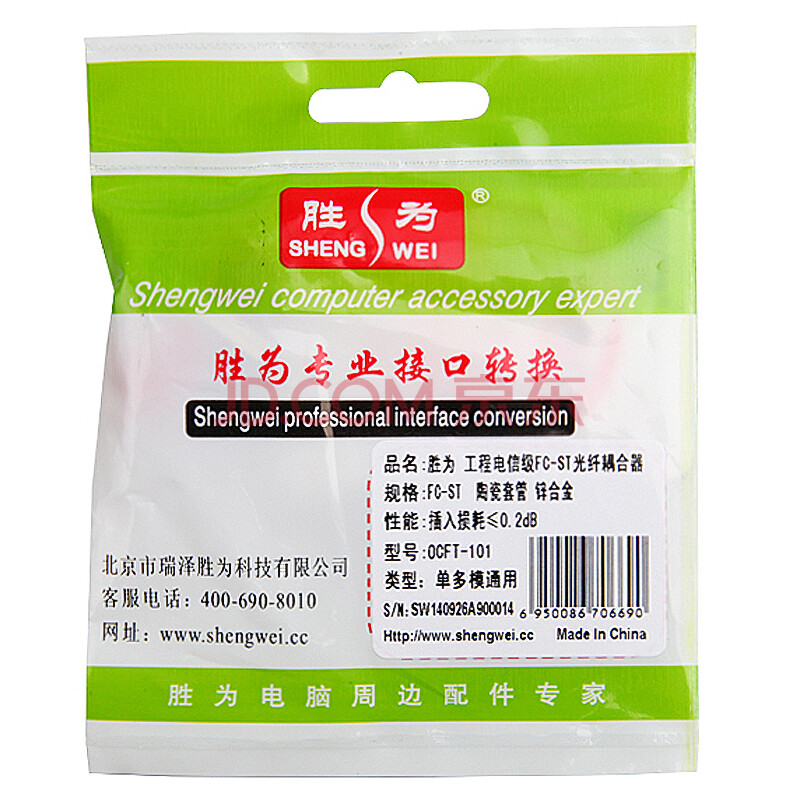 胜为®
SHENG WEI
Shengwei computer accessory expert
胜为专业接口转换
JD.COM 京东
Shengwei professional interface conversion
品名:胜为 工程电信级FC-ST光纤耦合器
规格:FC-ST 陶瓷套管 锌合金
性能:插入损耗≤0.2dB
型号:OCFT-101
类型: 单多模通用
S/N:SW140926A900014
6 950086 706690
Http://www.shengwei.cc Made In China
北京市瑞泽胜为科技有限公司
客服电话：400-690-8010
网址：www.shengwei.cc
胜为电脑周边配件专家